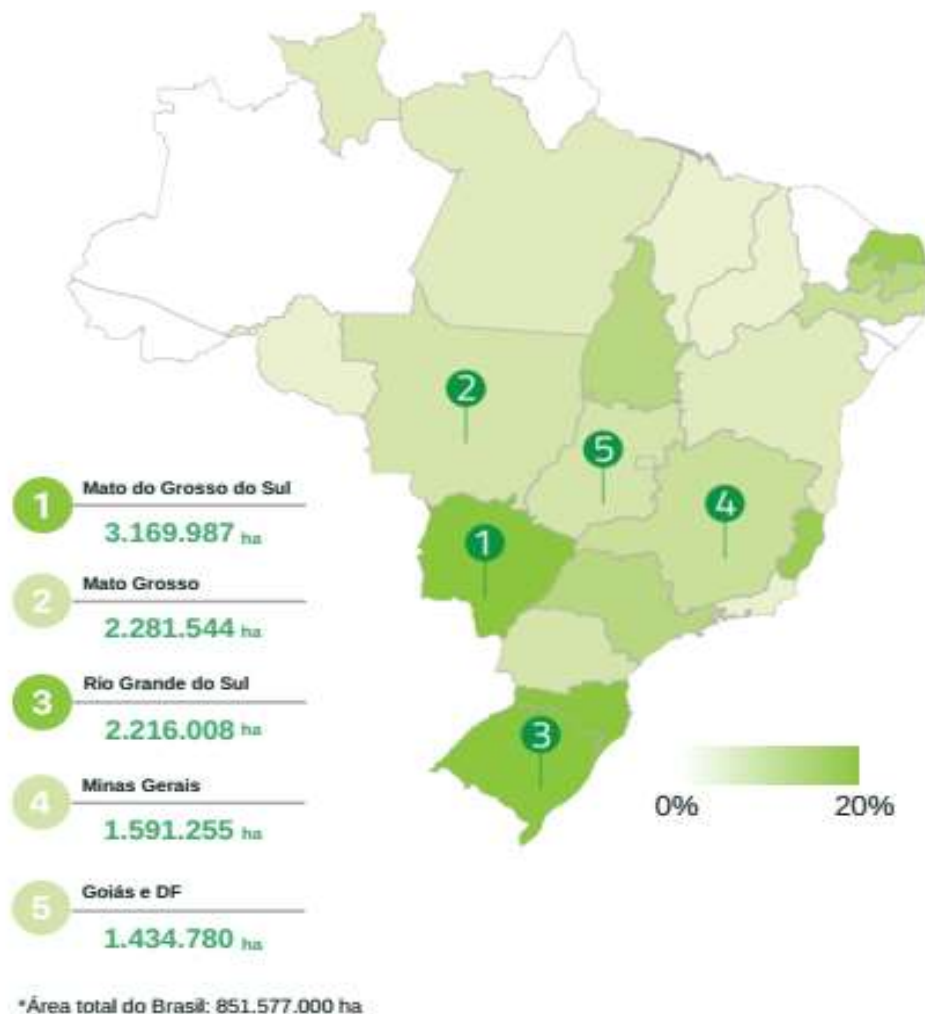 2
5
4
1
3
1
Mato do Grosso do Sul
3.169.987 ha
2
Mato Grosso
2.281.544 ha
3
Rio Grande do Sul
2.216.008 ha
4
Minas Gerais
1.591.255 ha
5
Goiás e DF
1.434.780 ha
0% 20%
*Área total do Brasil: 851.577.000 ha